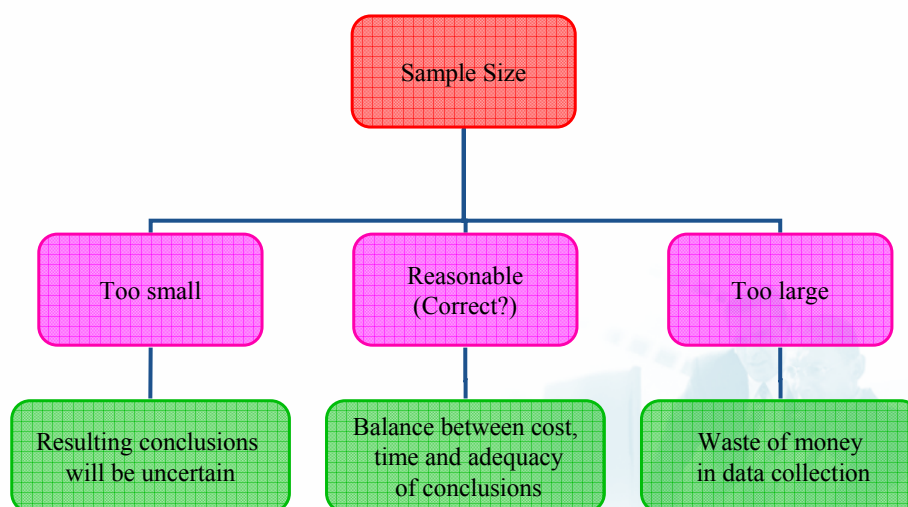 Sample Size
Too small
Reasonable
(Correct?)
Too large
Resulting conclusions
will be uncertain
Balance between cost,
time and adequacy
of conclusions
Waste of money
in data collection